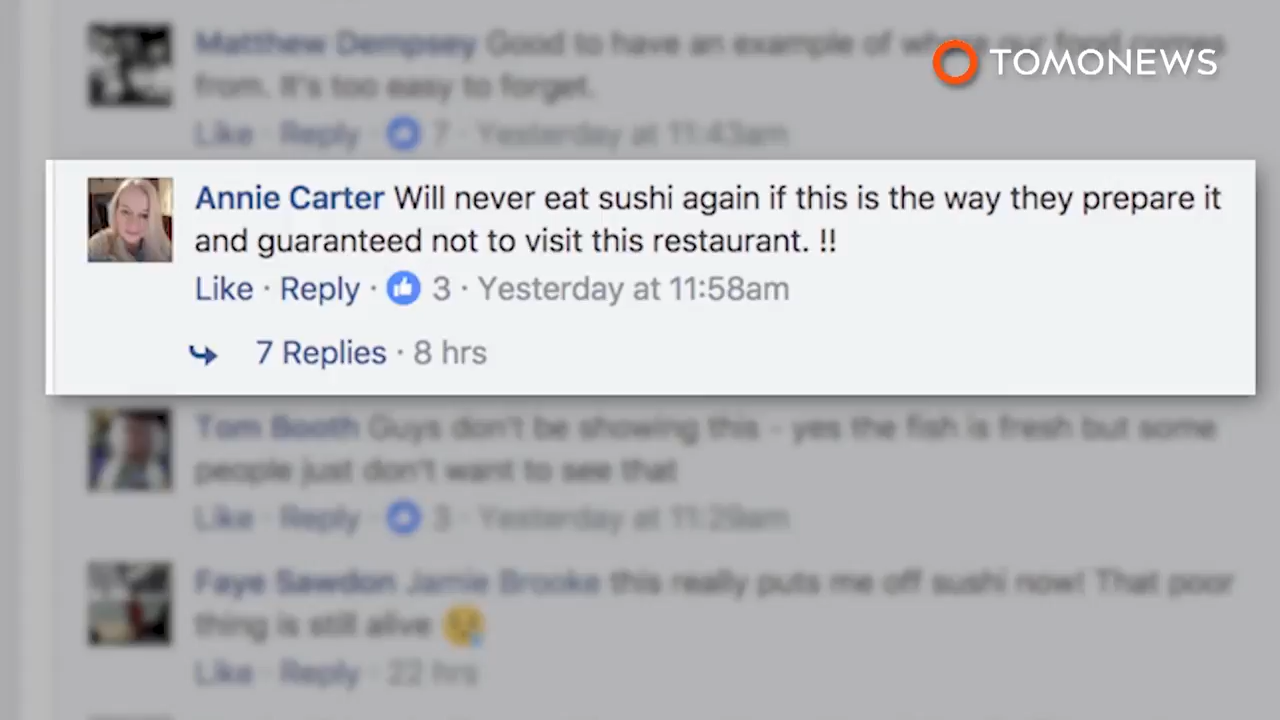 Matthew Dempsey Good to have an example of where our food comes
TOMONEWS
from. It's too easy to forget.
Like · Reply · 7 · Yesterday at 11:43am
Annie Carter Will never eat sushi again if this is the way they prepare it
and guaranteed not to visit this restaurant. !!
Like · Reply · 3 · Yesterday at 11:58am
7 Replies · 8 hrs
Tom Booth Guys don't be showing this - yes the fish is fresh but some
people just don't want to see that
Like · Reply · 3 · Yesterday at 11:29am
Faye Sawdon Jamie Brooke this really puts me off sushi now! That poor
thing is still alive
Like · Reply · 22 hrs